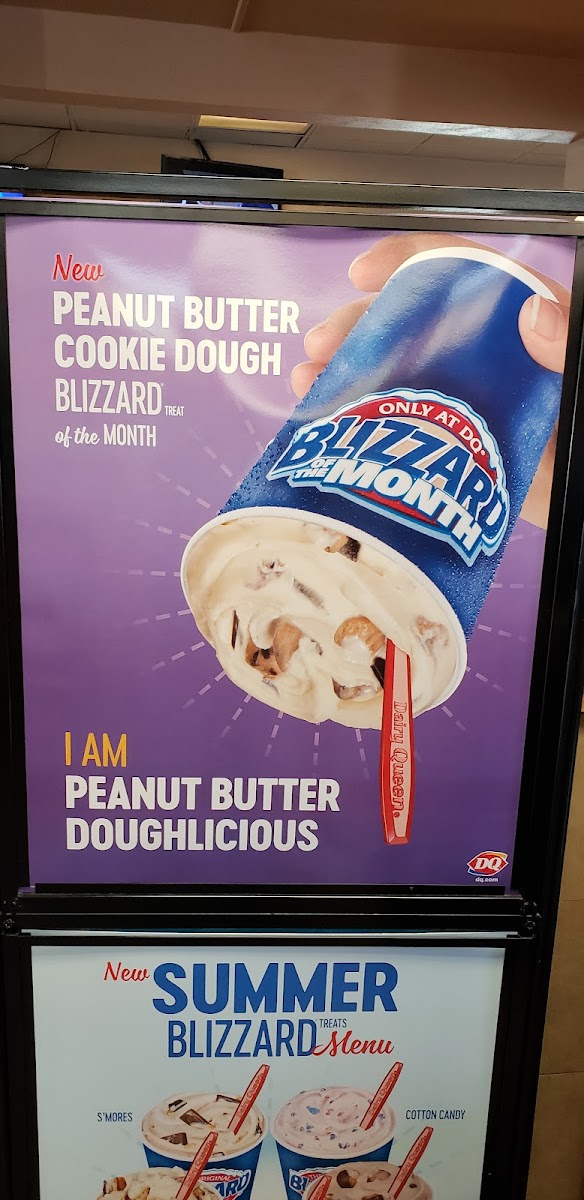 New
PEANUT BUTTER
COOKIE DOUGH
BLIZZARD® TREAT
of the MONTH
ONLY AT DQ®
BLIZZARD
OF THE MONTH
Dairy Queen®
I AM
PEANUT BUTTER
DOUGHLICIOUS
DQ
dq.com
New SUMMER
BLIZZARD® TREATS Menu
S'MORES
COTTON CANDY